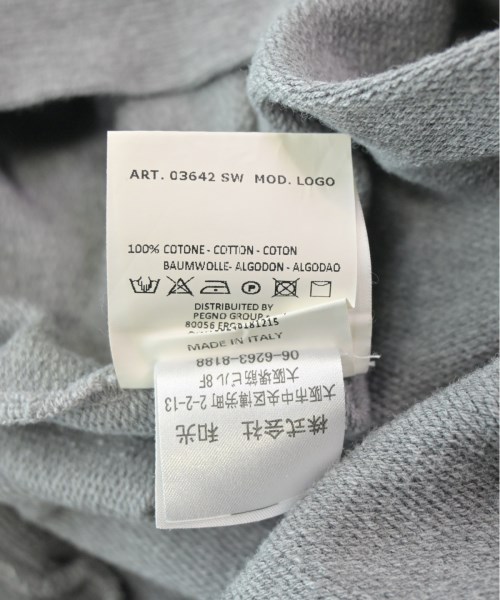 ART. 03642 SW MOD. LOGO
100% COTONE - COTTON - COTON
BAUMWOLLE- ALGODON - ALGODAO
P
DISTRIBUTED BY
PEGNO GROUP
80056
MADE IN ITALY
株式会社 和光
大阪市中央区博労町 2-2-13
大阪堺筋ビル 8F
06-6263-8188